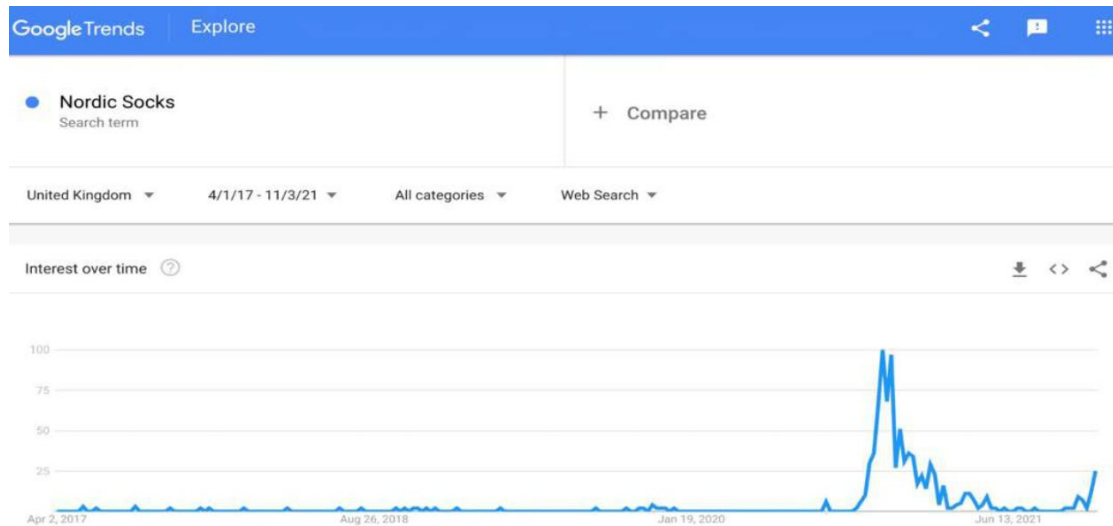 Google Trends Explore
Nordic Socks
Search term
+ Compare
United Kingdom 4/1/17 - 11/3/21 All categories Web Search
Interest over time ?
100
75
50
25
Apr 2, 2017 Aug 26, 2018 Jan 19, 2020 Jun 13, 2021